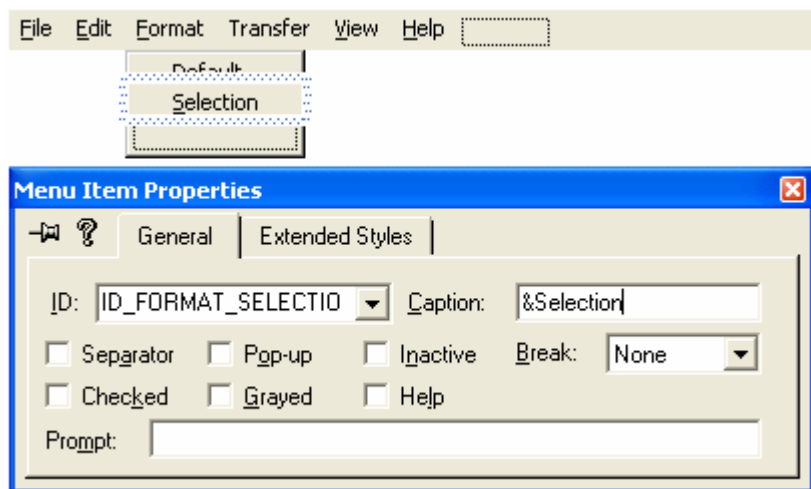 File Edit Format Transfer View Help
Default
Selection
Menu Item Properties
General Extended Styles
ID: ID_FORMAT_SELECTIO Caption: &Selection
Separator Pop-up Inactive Break: None
Checked Grayed Help
Prompt: